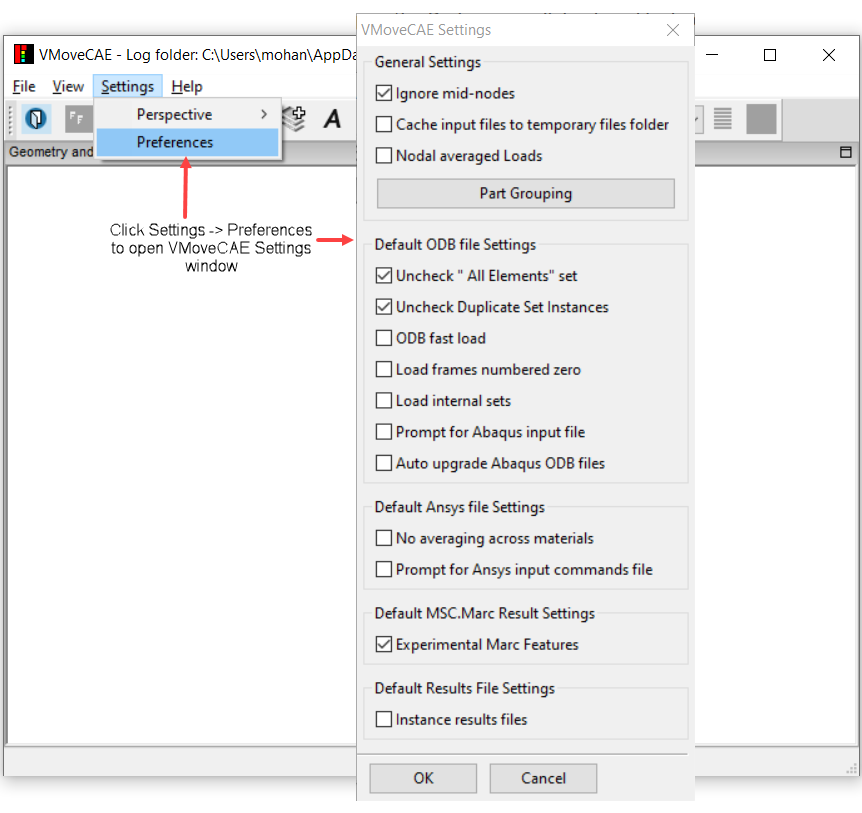 VMoveCAE - Log folder: C:\Users\mohan\AppDa
File View Settings Help
Perspective
Preferences
FF
A
Geometry and
Click Settings -> Preferences
to open VMoveCAE Settings
window
VMoveCAE Settings
General Settings
Ignore mid-nodes
Cache input files to temporary files folder
Nodal averaged Loads
Part Grouping
Default ODB file Settings
Uncheck " All Elements" set
Uncheck Duplicate Set Instances
ODB fast load
Load frames numbered zero
Load internal sets
Prompt for Abaqus input file
Auto upgrade Abaqus ODB files
Default Ansys file Settings
No averaging across materials
Prompt for Ansys input commands file
Default MSC.Marc Result Settings
Experimental Marc Features
Default Results File Settings
Instance results files
OK Cancel